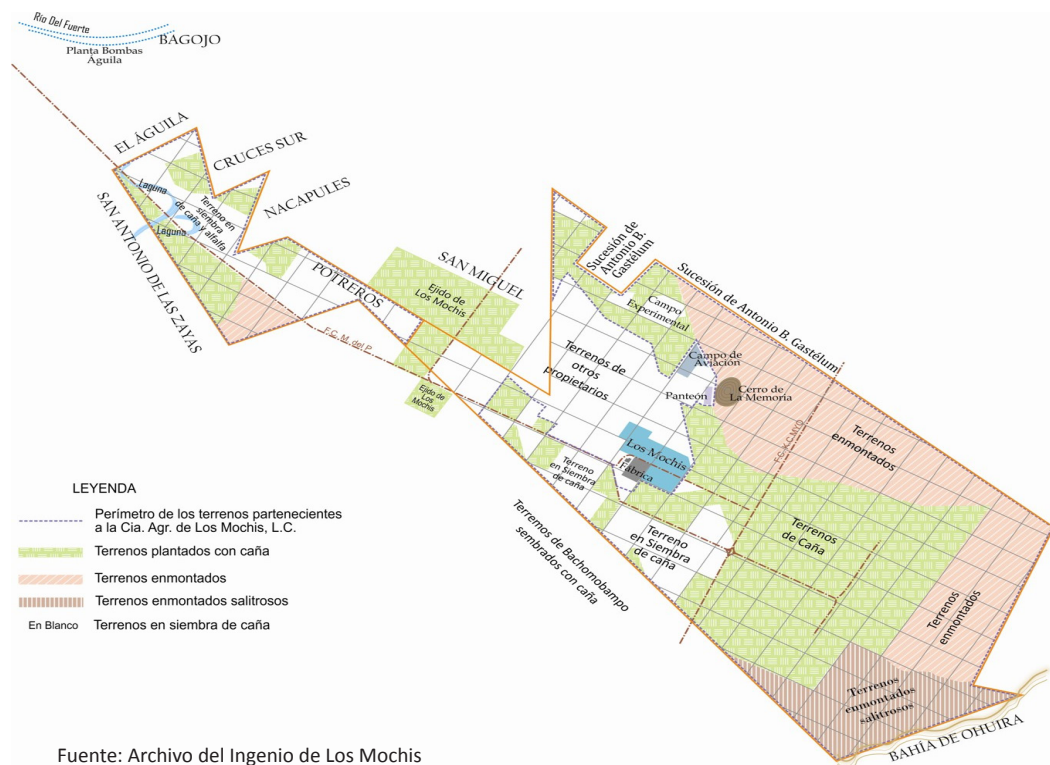 Río Del Fuerte
Planta Bombas
Águila
BAGOJO
EL ÁGUILA
CRUCES SUR
NACAPULES
Laguna
Laguna
Terreno en
siembra
de caña y alfalfa
SAN ANTONIO DE LAS ZAYAS
POTREROS
F.C. M. del P.
SAN MIGUEL
Ejido de
Los Mochis
Ejido de
Los
Mochis
Sucesión de
Antonio B.
Gastélum
Sucesión de Antonio B. Gastélum
Campo
Experimental
Campo de
Aviación
Terrenos de
otros
propietarios
Panteón
Cerro de
La Memoria
Terrenos
enmontados
Los Mochis
Fábrica
Terreno
en Siembra
de caña
Terreno
en Siembra
de caña
Terremos de Bachomobampo
sembrados con caña
Terrenos
de Caña
Terrenos
enmontados
Terrenos
enmontados
salitrosos
BAHÍA DE OHUIRA
LEYENDA
Perímetro de los terrenos partenecientes
a la Cia. Agr. de Los Mochis, L.C.
Terrenos plantados con caña
Terrenos enmontados
Terrenos enmontados salitrosos
En Blanco Terrenos en siembra de caña
Fuente: Archivo del Ingenio de Los Mochis